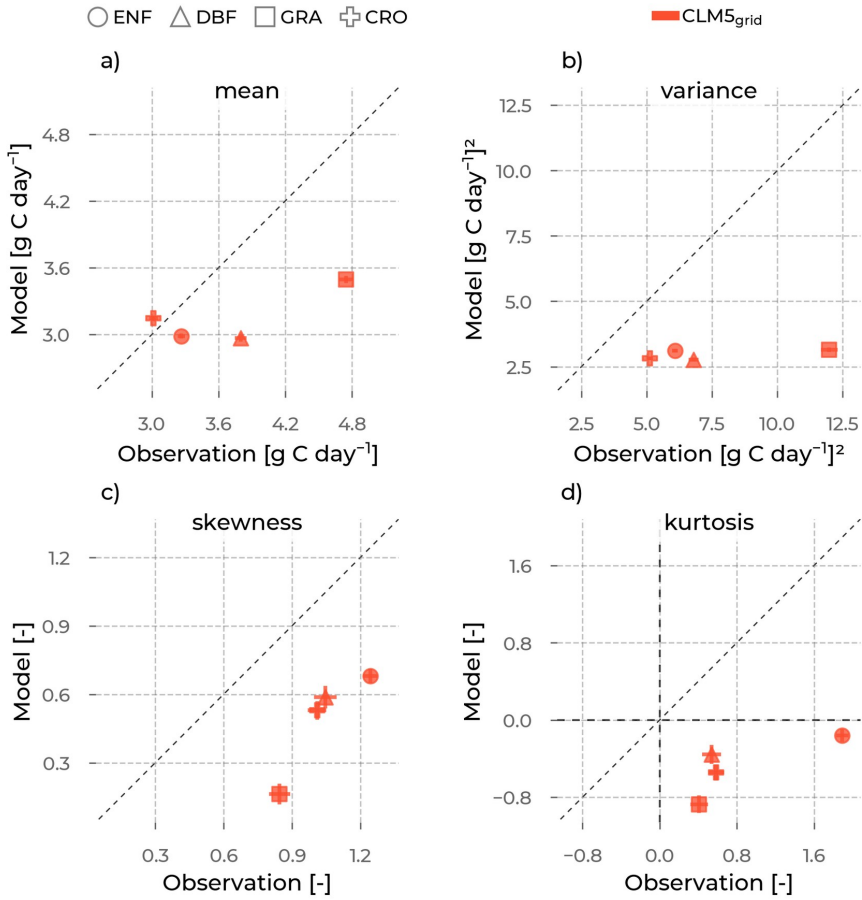 ENF DBF GRA CRO CLM5grid
a)
mean
4.8
4.2
3.6
3.0
Model [g C day⁻¹]
3.0 3.6 4.2 4.8
Observation [g C day⁻¹]
b)
variance
12.5
10.0
7.5
5.0
2.5
Model [g C day⁻¹]²
2.5 5.0 7.5 10.0 12.5
Observation [g C day⁻¹]²
c)
skewness
1.2
0.9
0.6
0.3
Model [-]
0.3 0.6 0.9 1.2
Observation [-]
d)
kurtosis
1.6
0.8
0.0
−0.8
Model [-]
−0.8 0.0 0.8 1.6
Observation [-]